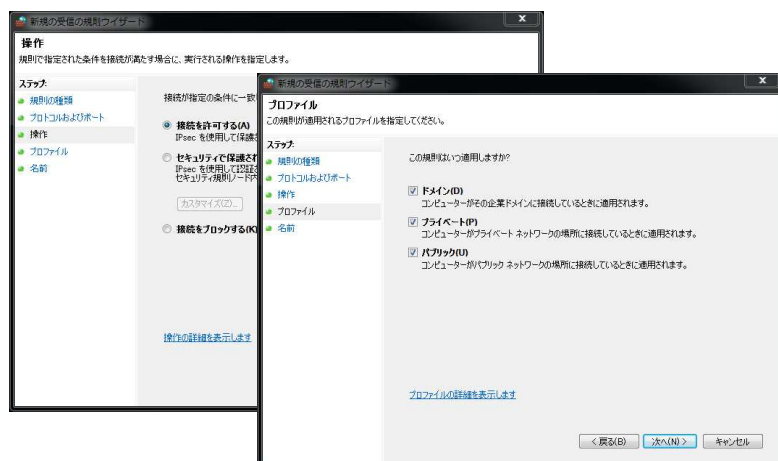 新規の受信の規則ウィザード
操作
規則で指定された条件を接続が満たす場合に、実行される操作を指定します。
ステップ:
規則の種類
プロトコルおよびポート
操作
プロファイル
名前
接続が指定の条件に一致
接続を許可する(A)
IPsec を使用して保護
セキュリティで保護され
IPsec を使用して認証
セキュリティ規則ノード内
カスタマイズ(Z)...
接続をブロックする(K)
操作の詳細を表示します
新規の受信の規則ウィザード
プロファイル
この規則が適用されるプロファイルを指定してください。
ステップ:
規則の種類
プロトコルおよびポート
操作
プロファイル
名前
この規則はいつ適用しますか?
ドメイン(D)
コンピューターがその企業ドメインに接続しているときに適用されます。
プライベート(P)
コンピューターがプライベート ネットワークの場所に接続しているときに適用されます。
パブリック(U)
コンピューターがパブリック ネットワークの場所に接続しているときに適用されます。
プロファイルの詳細を表示します
< 戻る(B)
次へ(N) >
キャンセル